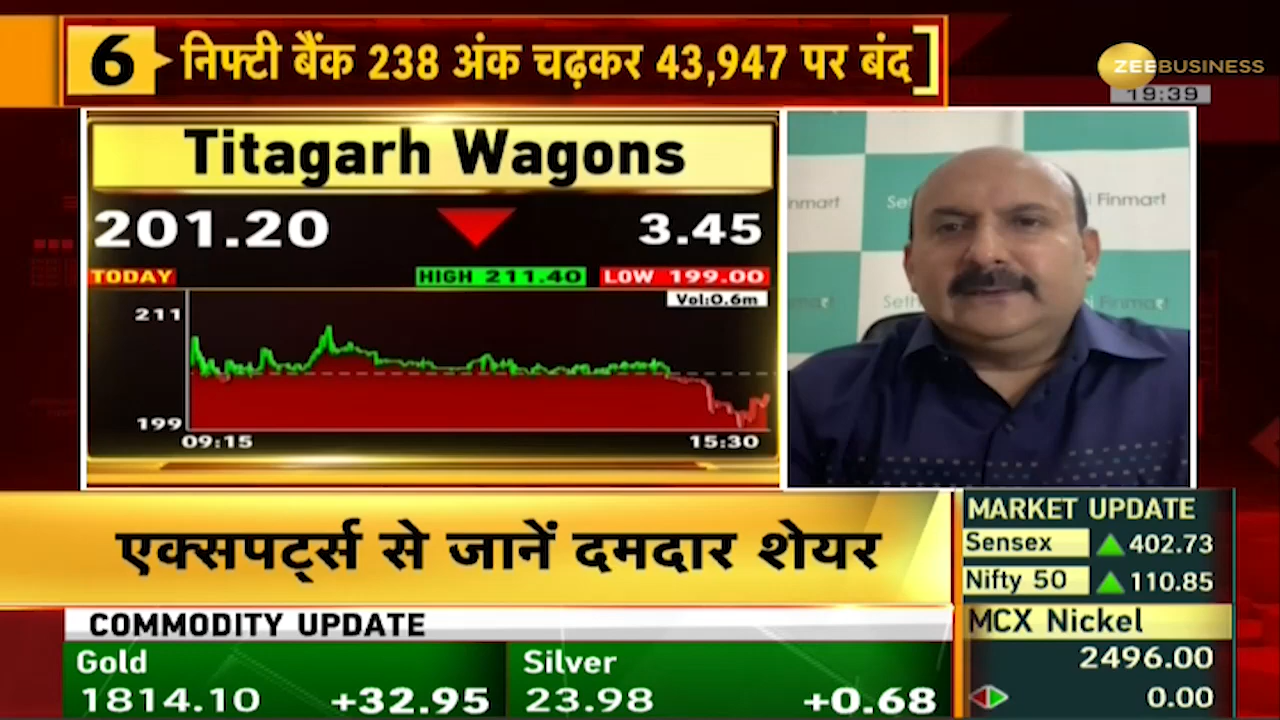 6 निफ्टी बैंक 238 अंक चढ़कर 43,947 पर बंद
ZEEBUSINESS
19:39
Titagarh Wagons
201.20 3.45
TODAY HIGH 211.40 LOW 199.00
Vol:0.6m
211
199
09:15 15:30
Finmart
एक्सपर्ट्स से जानें दमदार शेयर
MARKET UPDATE
Sensex 402.73
Nifty 50 110.85
MCX Nickel
2496.00
0.00
COMMODITY UPDATE
Gold
1814.10 +32.95
Silver
23.98 +0.68